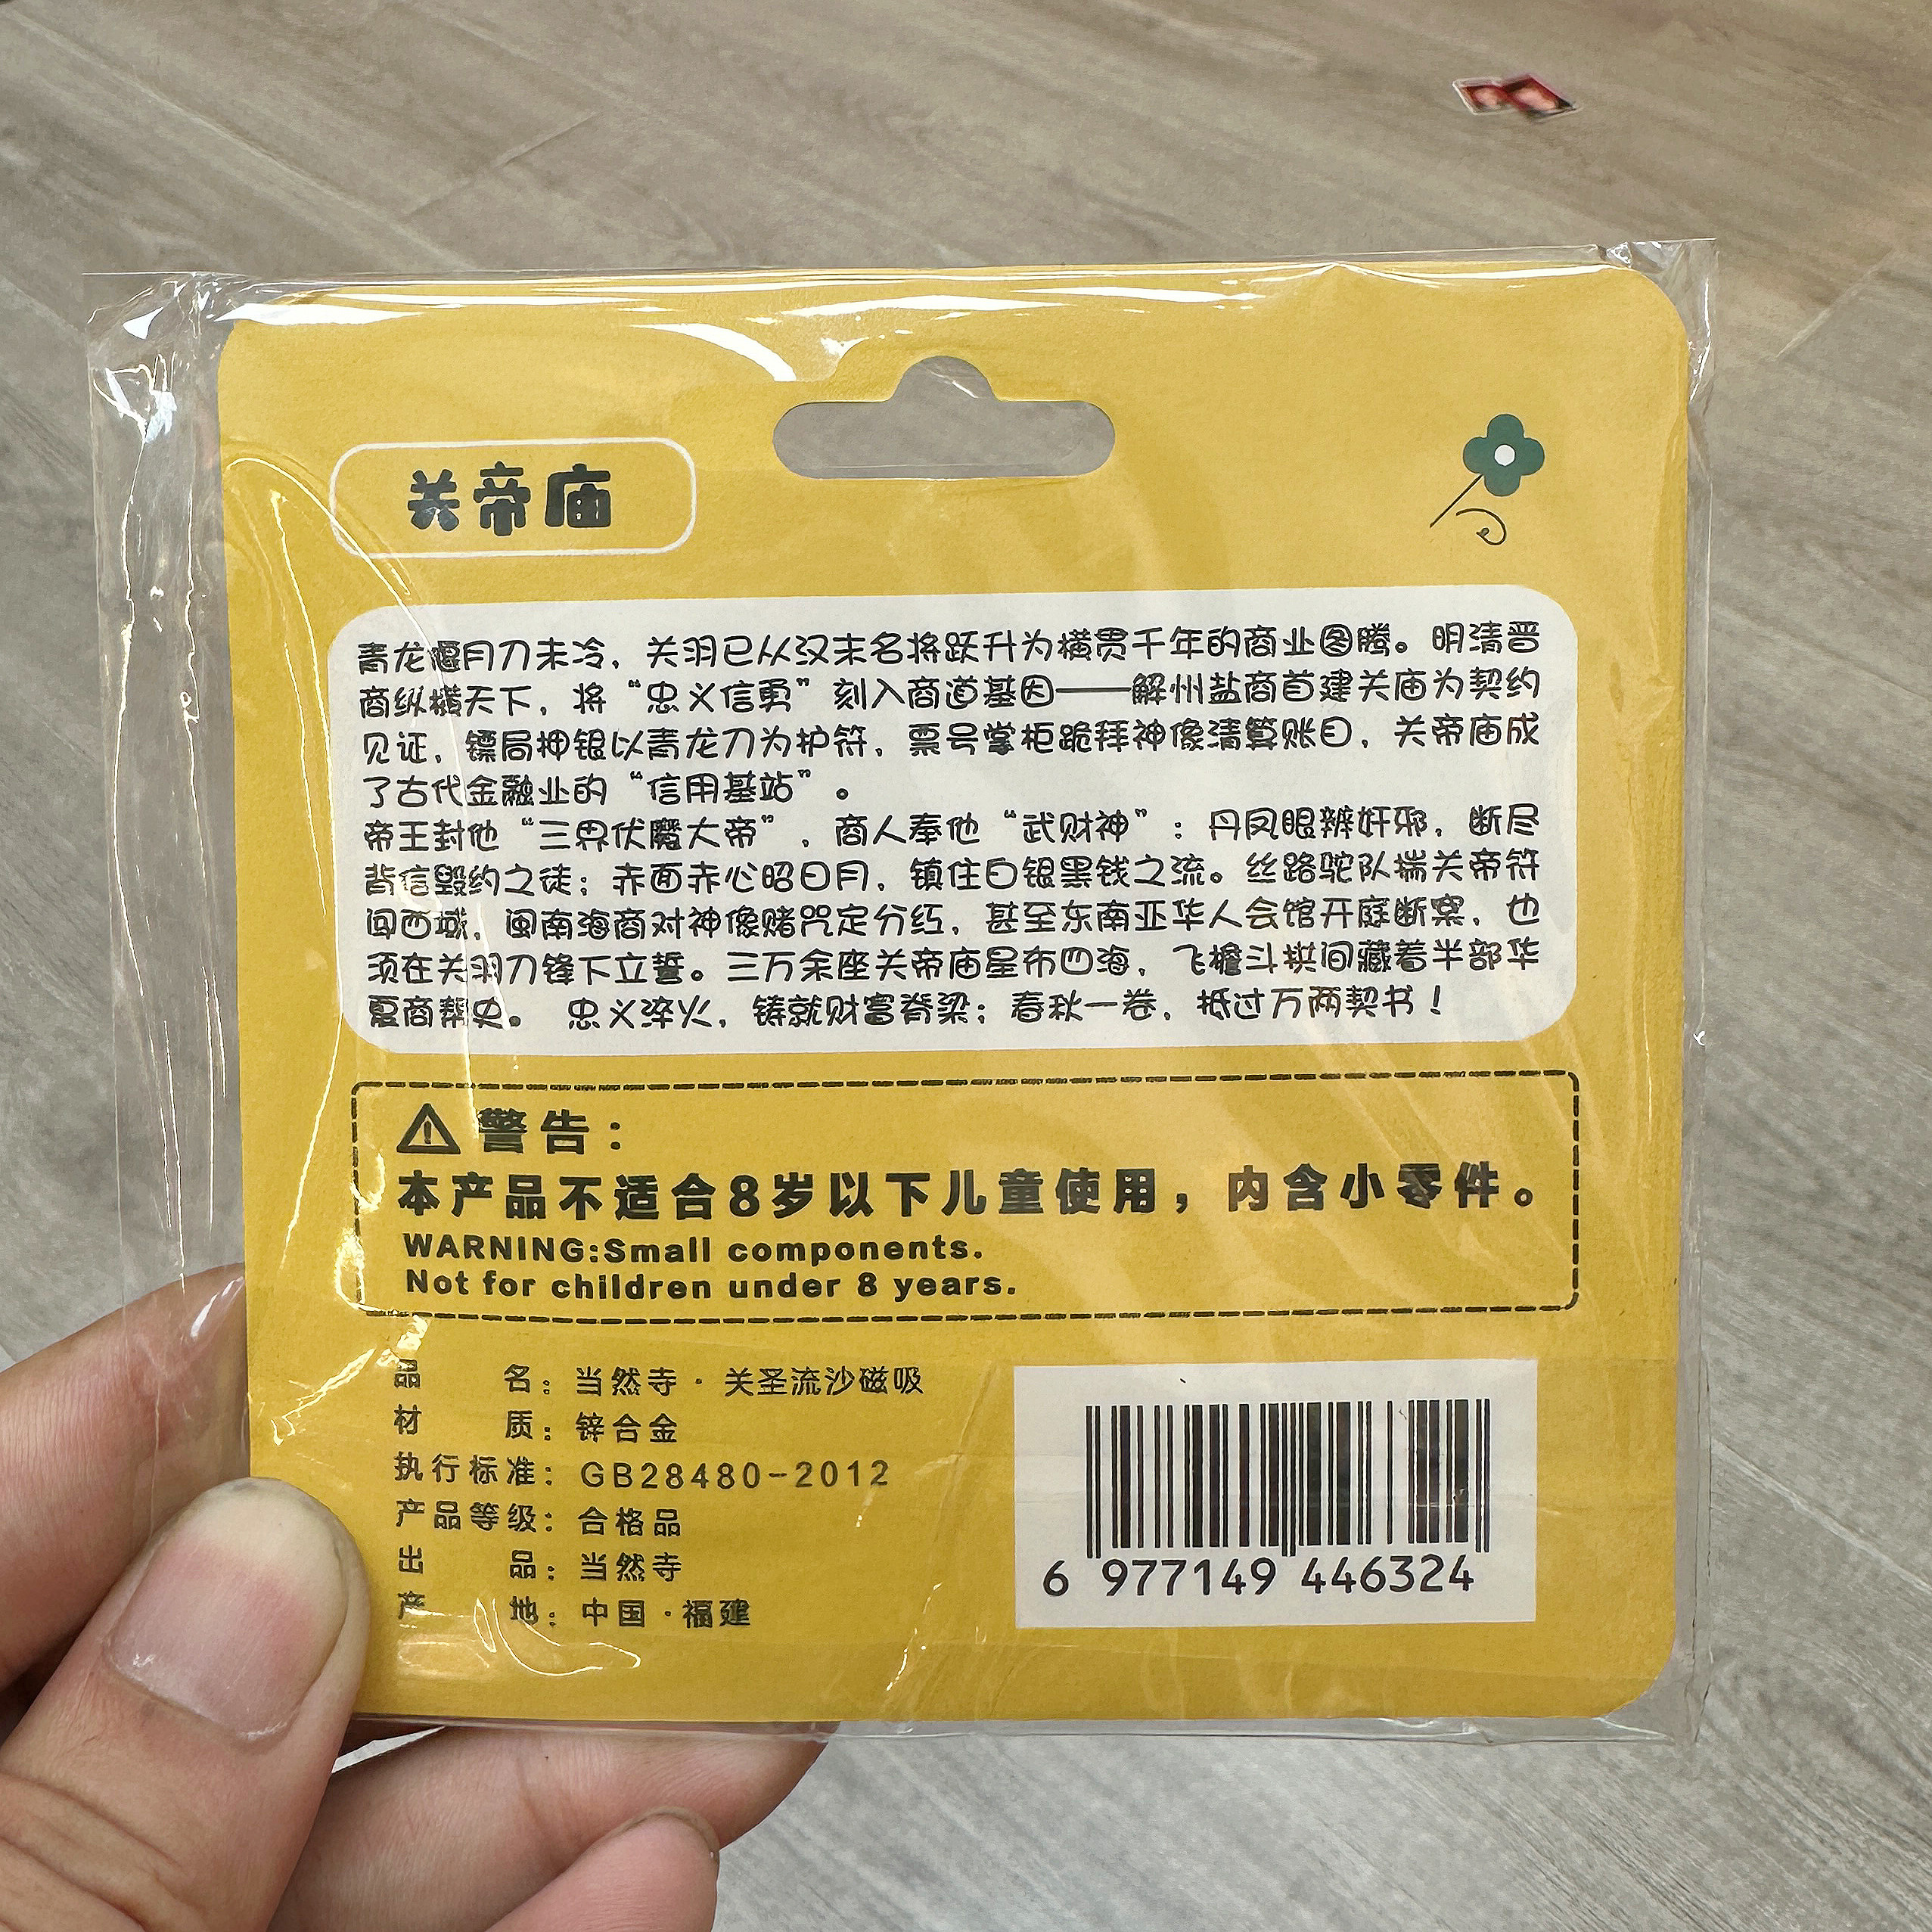 关帝庙
青龙偃月刀未冷，关羽已从汉末名将跃升为横贯千年的商业图腾。明清晋
商纵横天下，将“忠义信勇”刻入商道基因——解州盐商首建关庙为契约
见证，镖局押银以青龙刀为护符，票号掌柜跪拜神像清算账目，关帝庙成
了古代金融业的“信用基站”。
帝王封他“三界伏魔大帝”，商人奉他“武财神”：丹凤眼辨奸邪，断尽
背信毁约之徒；赤面赤心昭日月，镇住白银黑钱之流。丝路驼队揣关帝符
闯西域，闽南海商对神像赌咒定分红，甚至东南亚华人会馆开庭断案，也
须在关羽刀锋下立誓。三万余座关帝庙星布四海，飞檐斗拱间藏着半部华
夏商帮史。 忠义淬火，铸就财富脊梁；春秋一卷，抵过万两契书！
警告：
本产品不适合8岁以下儿童使用，内含小零件。
WARNING:Small components.
Not for children under 8 years.
品名：当然寺·关圣流沙磁吸
材质：锌合金
执行标准：GB28480-2012
产品等级：合格品
出品：当然寺
产地：中国·福建
6 977149 446324